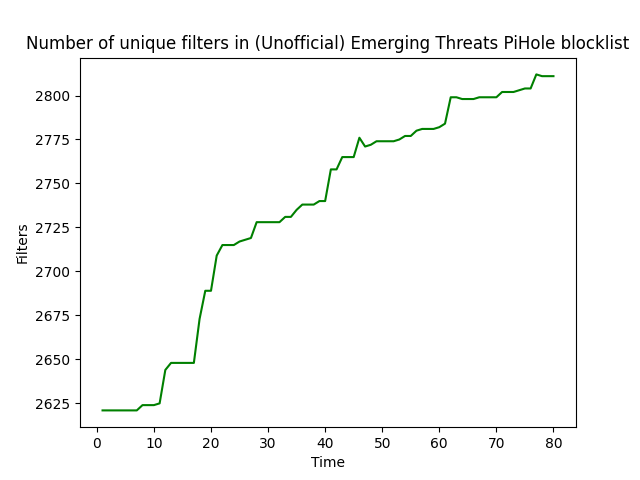 Number of unique filters in (Unofficial) Emerging Threats PiHole blocklist
2800
2775
2750
2725
2700
2675
2650
2625
Filters
0 10 20 30 40 50 60 70 80
Time